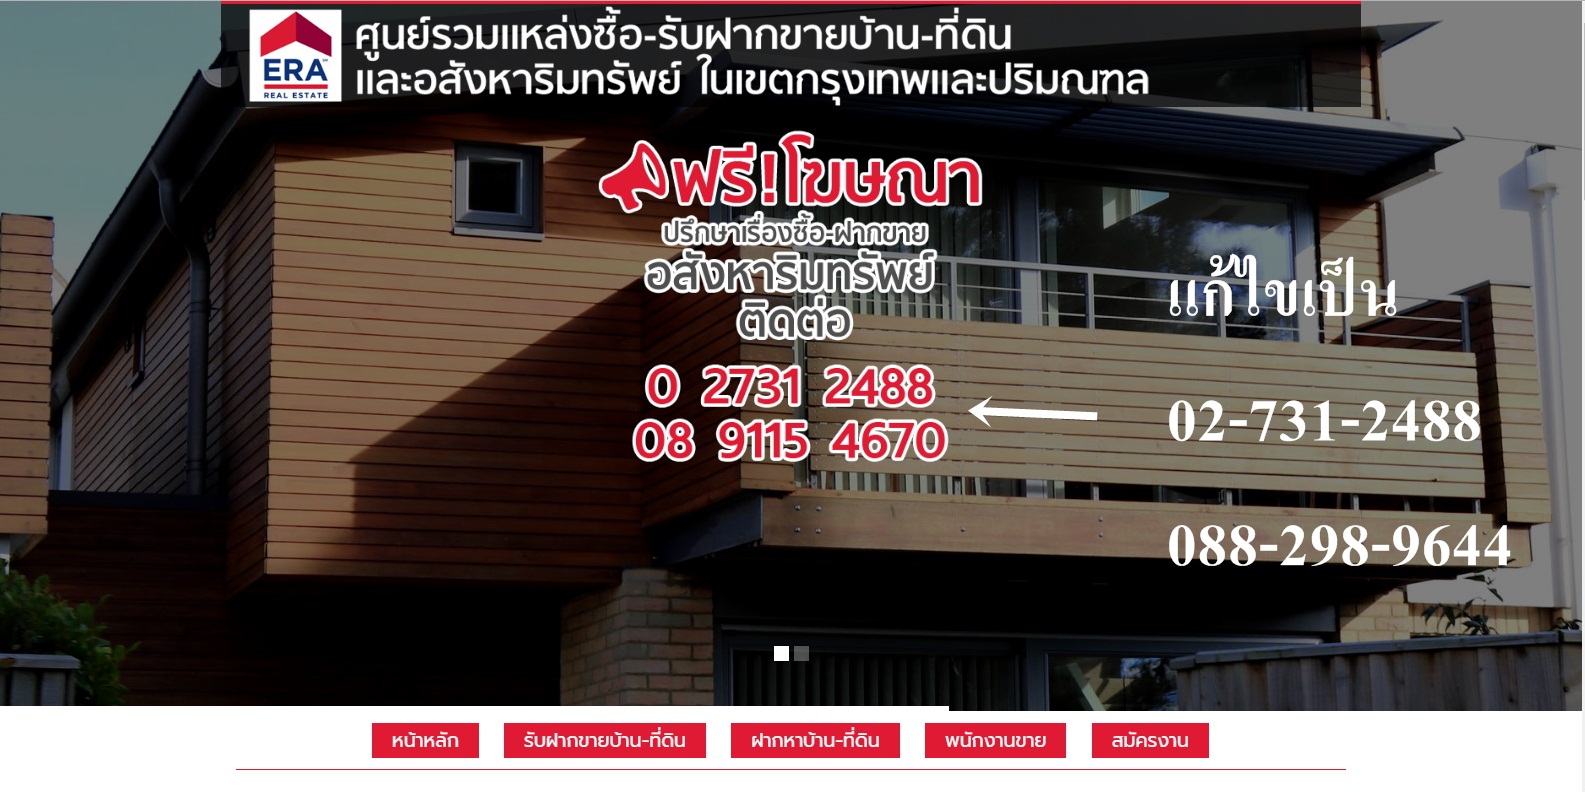 ERA
REAL ESTATE
ศูนย์รวมแหล่งซื้อ-รับฝากขายบ้าน-ที่ดิน
และอสังหาริมทรัพย์ ในเขตกรุงเทพและปริมณฑล
ฟรี!โฆษณา
ปรึกษาเรื่องซื้อ-ฝากขาย
อสังหาริมทรัพย์
ติดต่อ
0 2731 2488
08 9115 4670
แก้ไขเป็น
02-731-2488
088-298-9644
หน้าหลัก
รับฝากขายบ้าน-ที่ดิน
ฝากหาบ้าน-ที่ดิน
พนักงานขาย
สมัครงาน